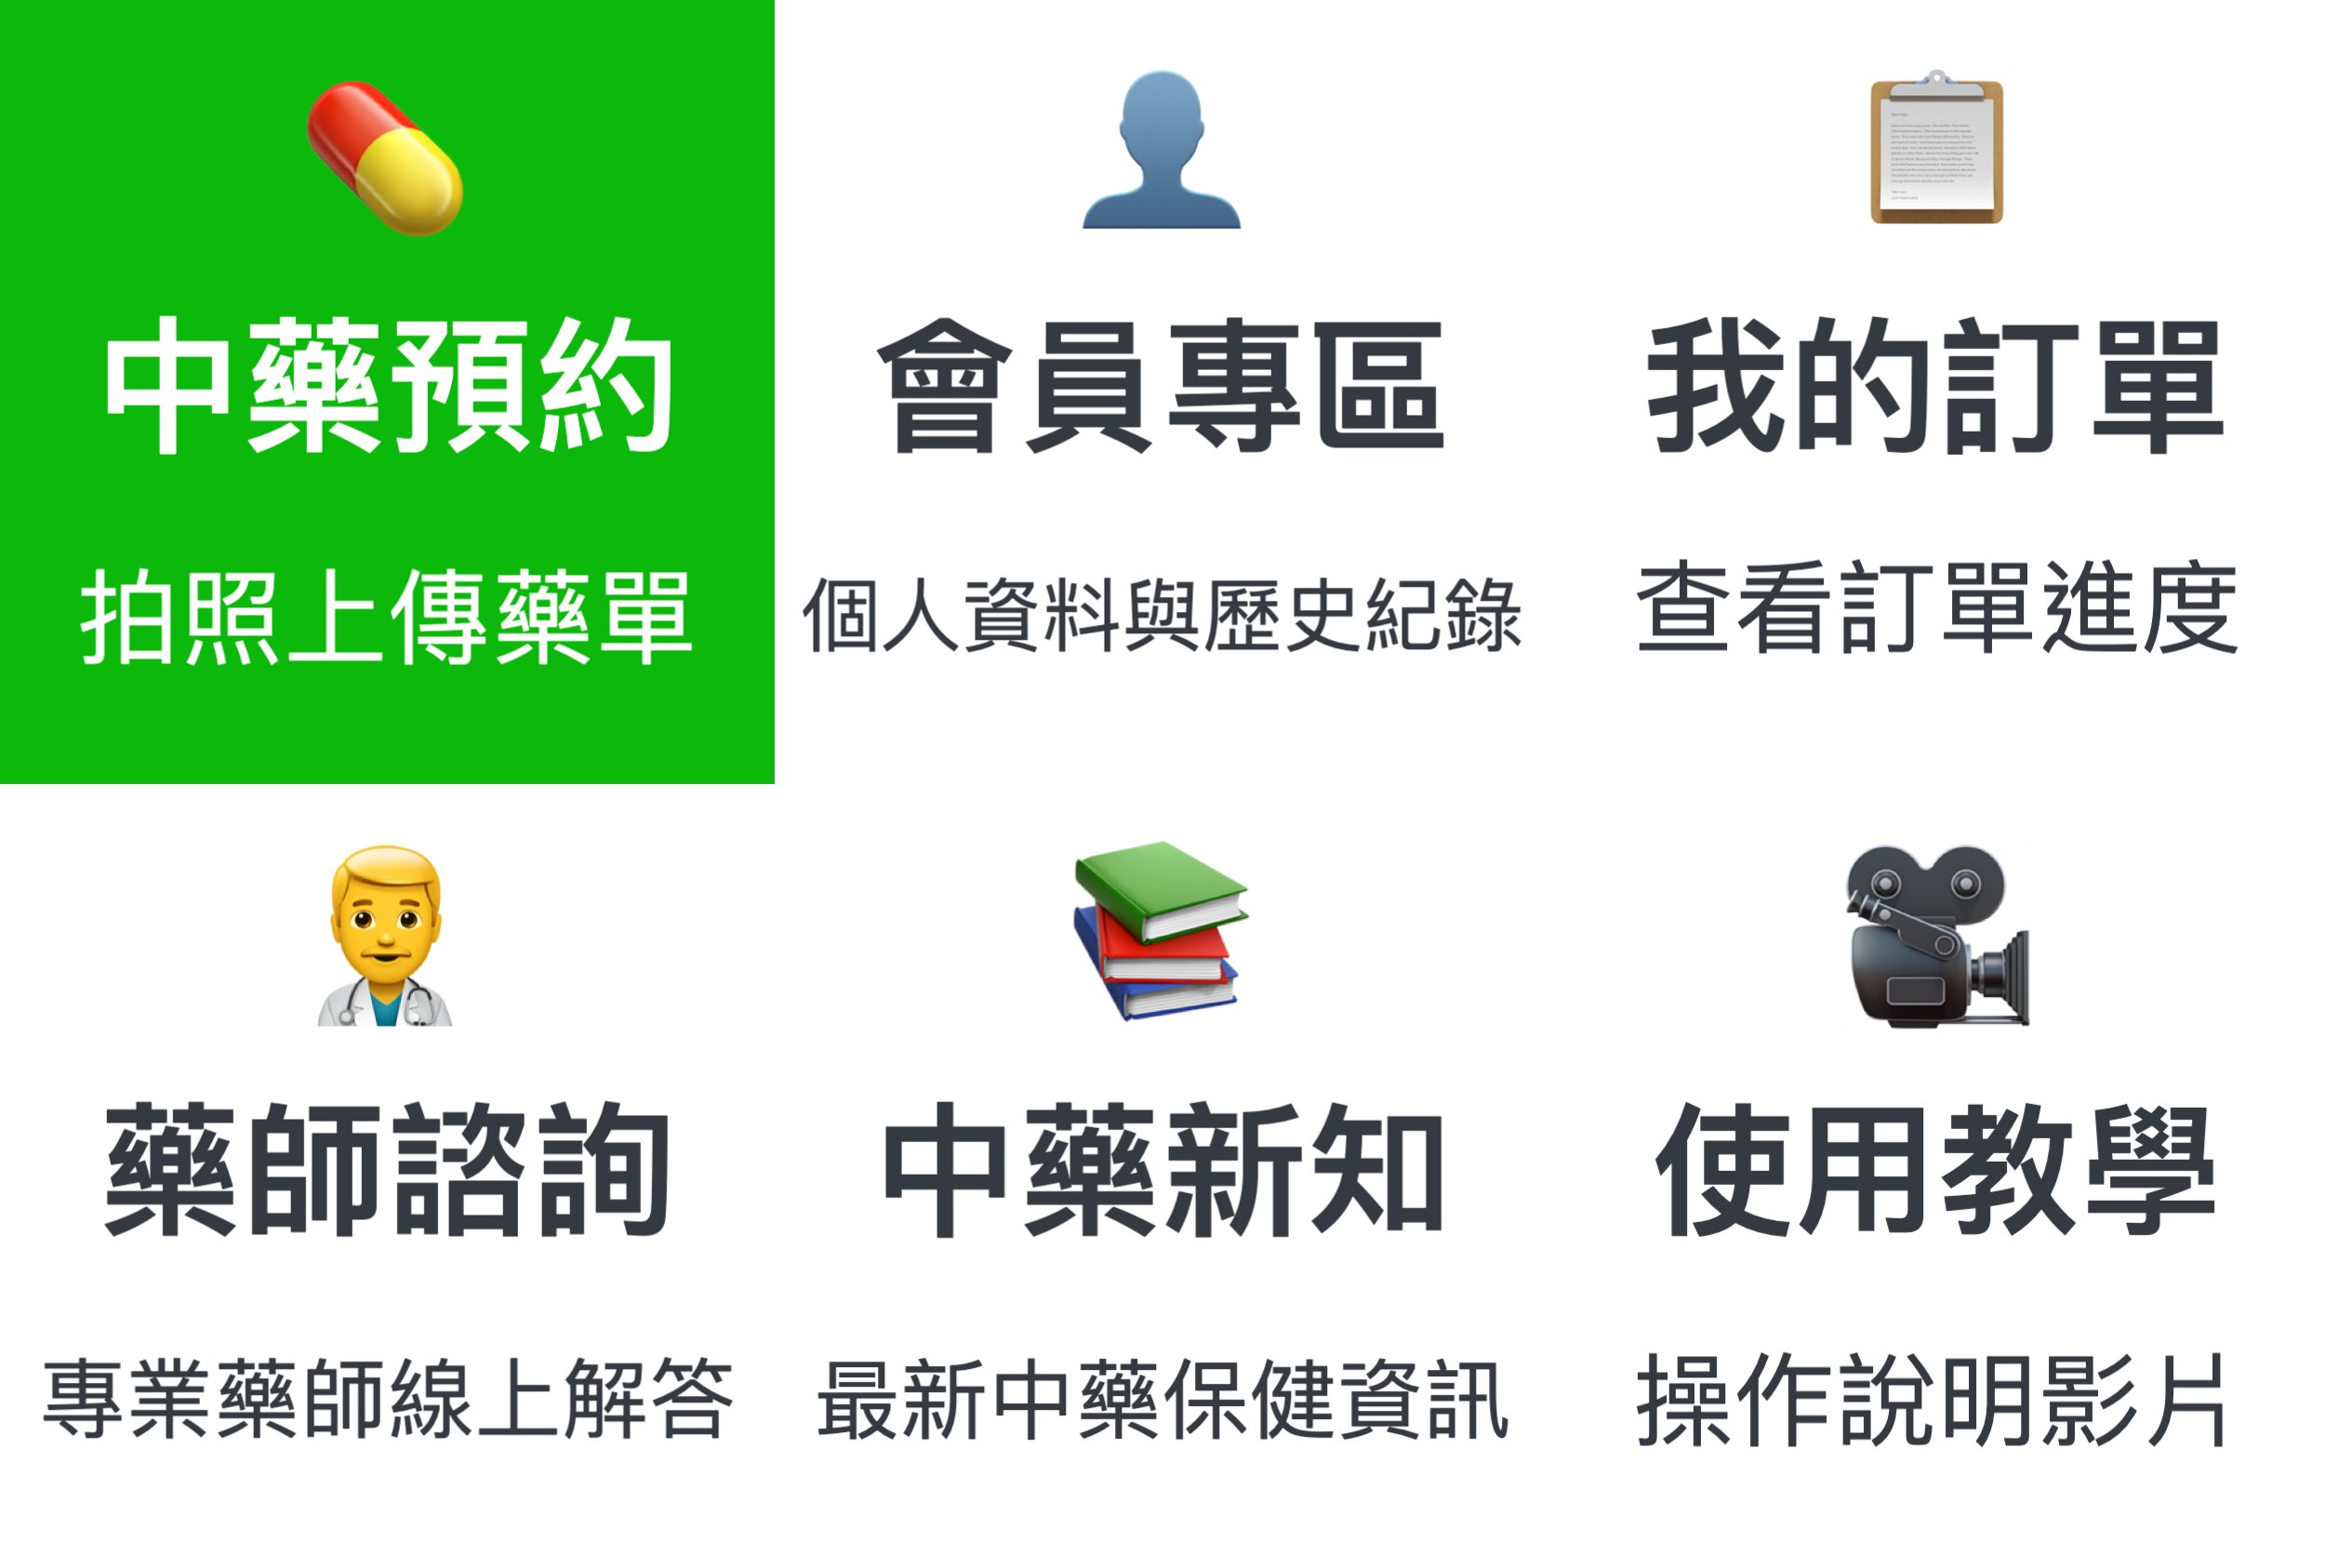 中藥預約
拍照上傳藥單
會員專區
個人資料與歷史紀錄
我的訂單
查看訂單進度
藥師諮詢
專業藥師線上解答
中藥新知
最新中藥保健資訊
使用教學
操作說明影片